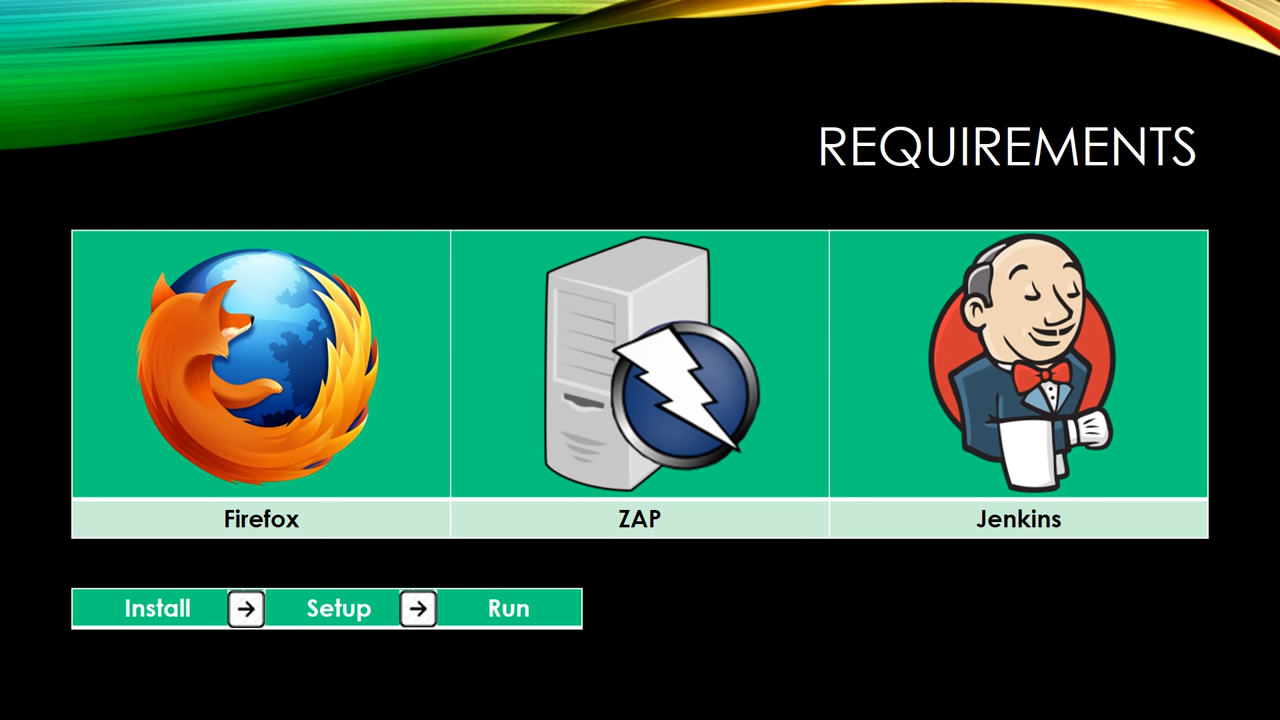 REQUIREMENTS
Firefox ZAP Jenkins
Install → Setup → Run